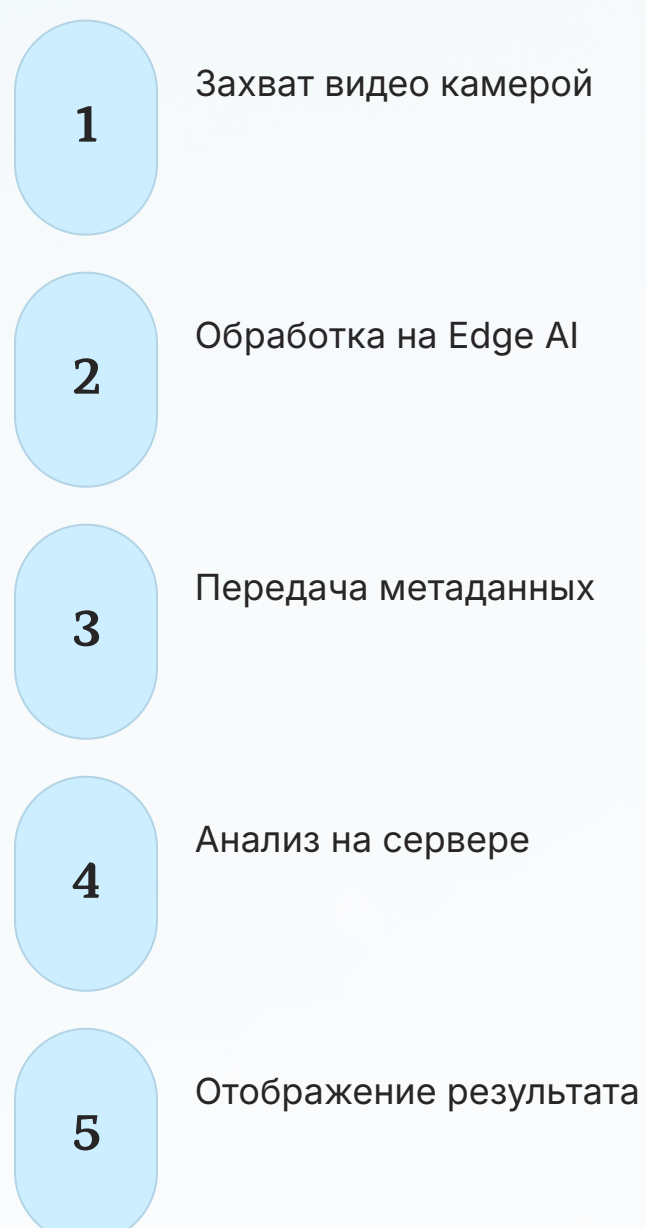 1
Захват видео камерой
2
Обработка на Edge AI
3
Передача метаданных
4
Анализ на сервере
5
Отображение результата